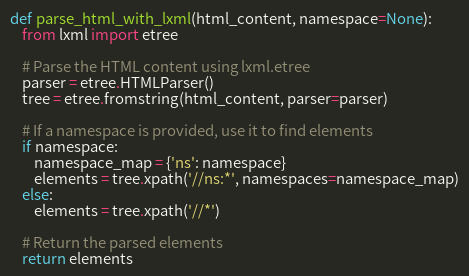 def parse_html_with_lxml(html_content, namespace=None):
from lxml import etree
# Parse the HTML content using lxml.etree
parser = etree.HTMLParser()
tree = etree.fromstring(html_content, parser=parser)
# If a namespace is provided, use it to find elements
if namespace:
namespace_map = {'ns': namespace}
elements = tree.xpath('//ns:*', namespaces=namespace_map)
else:
elements = tree.xpath('//*')
# Return the parsed elements
return elements